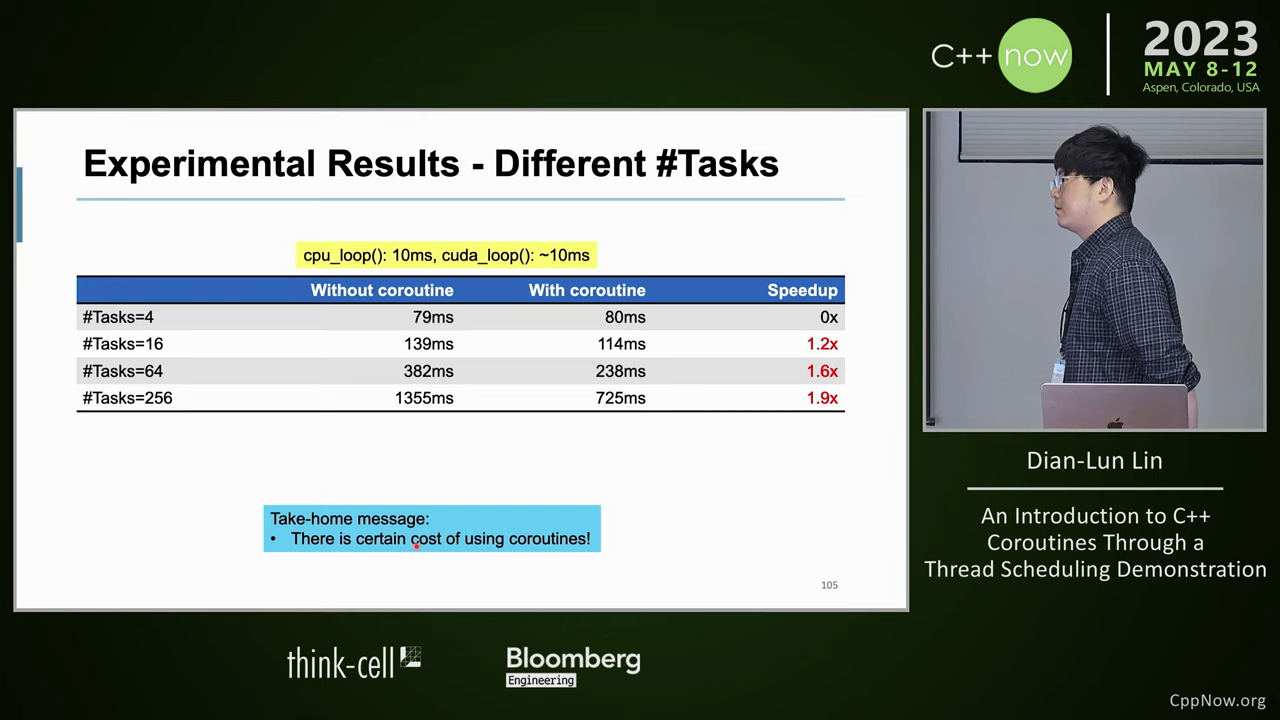 C++ now
2023
MAY 8-12
Aspen, Colorado, USA
Experimental Results - Different #Tasks
cpu_loop(): 10ms, cuda_loop(): ~10ms
Without coroutine With coroutine Speedup
#Tasks=4 79ms 80ms 0x
#Tasks=16 139ms 114ms 1.2x
#Tasks=64 382ms 238ms 1.6x
#Tasks=256 1355ms 725ms 1.9x
Take-home message:
• There is certain cost of using coroutines!
105
Dian-Lun Lin
An Introduction to C++
Coroutines Through a
Thread Scheduling Demonstration
think-cell
Bloomberg
Engineering
CppNow.org